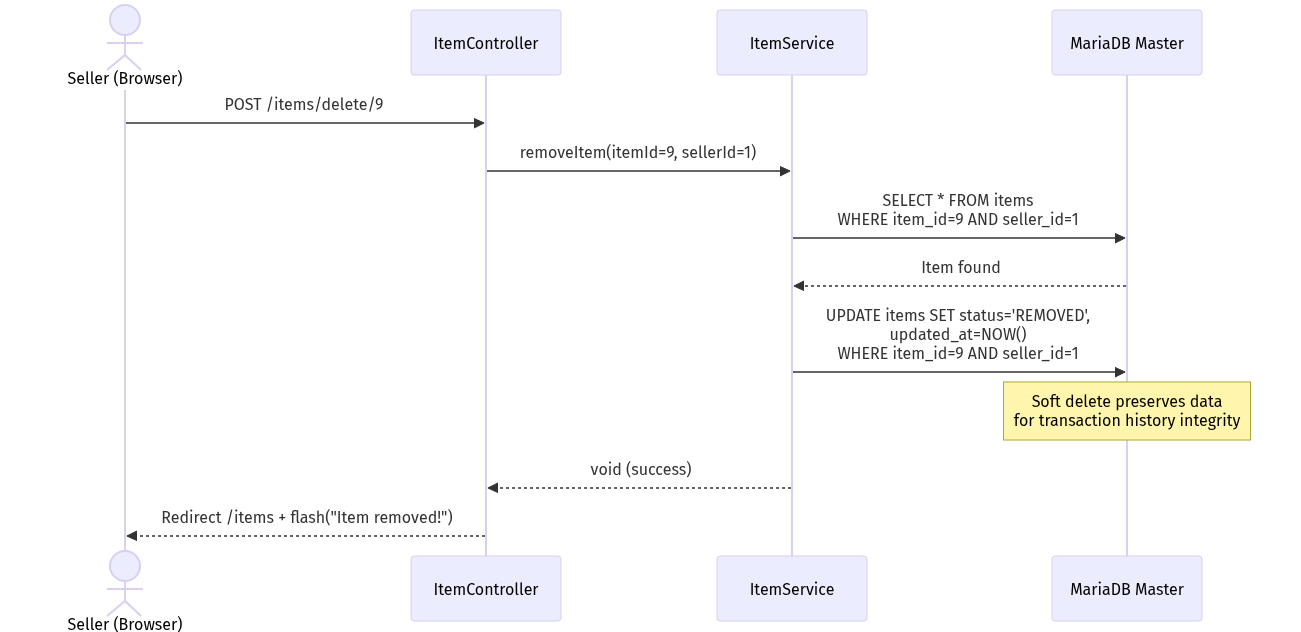 Seller (Browser)
ItemController
ItemService
MariaDB Master
POST /items/delete/9
removeItem(itemId=9, sellerId=1)
SELECT * FROM items
WHERE item_id=9 AND seller_id=1
Item found
UPDATE items SET status='REMOVED',
updated_at=NOW()
WHERE item_id=9 AND seller_id=1
Soft delete preserves data
for transaction history integrity
void (success)
Redirect /items + flash("Item removed!")
Seller (Browser)
ItemController
ItemService
MariaDB Master